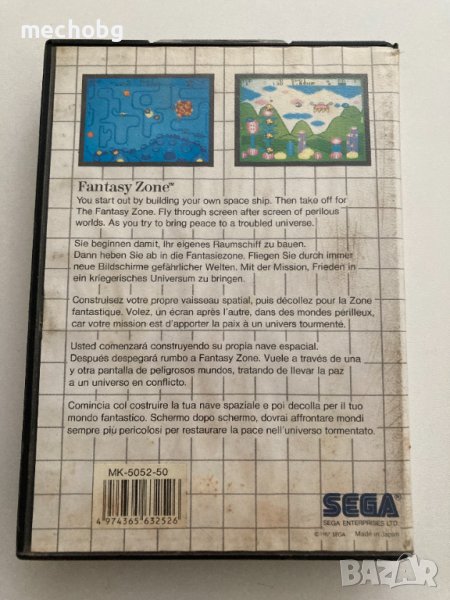 mechobg
Fantasy Zone™
You start out by building your own space ship. Then take off for
The Fantasy Zone. Fly through screen after screen of perilous
worlds. As you try to bring peace to a troubled universe.
Sie beginnen damit, Ihr eigenes Raumschiff zu bauen.
Dann heben Sie ab in die Fantasiezone. Fliegen Sie durch immer
neue Bildschirme gefährlicher Welten. Mit der Mission, Frieden in
ein kriegerisches Universum zu bringen.
Construisez votre propre vaisseau spatial, puis décollez pour la Zone
fantastique. Volez, un écran après l'autre, dans des mondes périlleux,
car votre mission est d'apporter la paix à un univers tourmenté.
Usted comenzará construyendo su propia nave espacial.
Después despegará rumbo a Fantasy Zone. Vuele a través de una
y otra pantalla de peligrosos mundos, tratando de llevar la paz
a un universo en conflicto.
Comincia col costruire la tua nave spaziale e poi decolla per il tuo
mondo fantastico. Schermo dopo schermo, dovrai affrontare mondi
sempre più pericolosi per restaurare la pace nell'universo tormentato.
MK-5052-50
4 974365 632526
SEGA
SEGA ENTERPRISES LTD.
©1987 SEGA Made in Japan
BAZAR